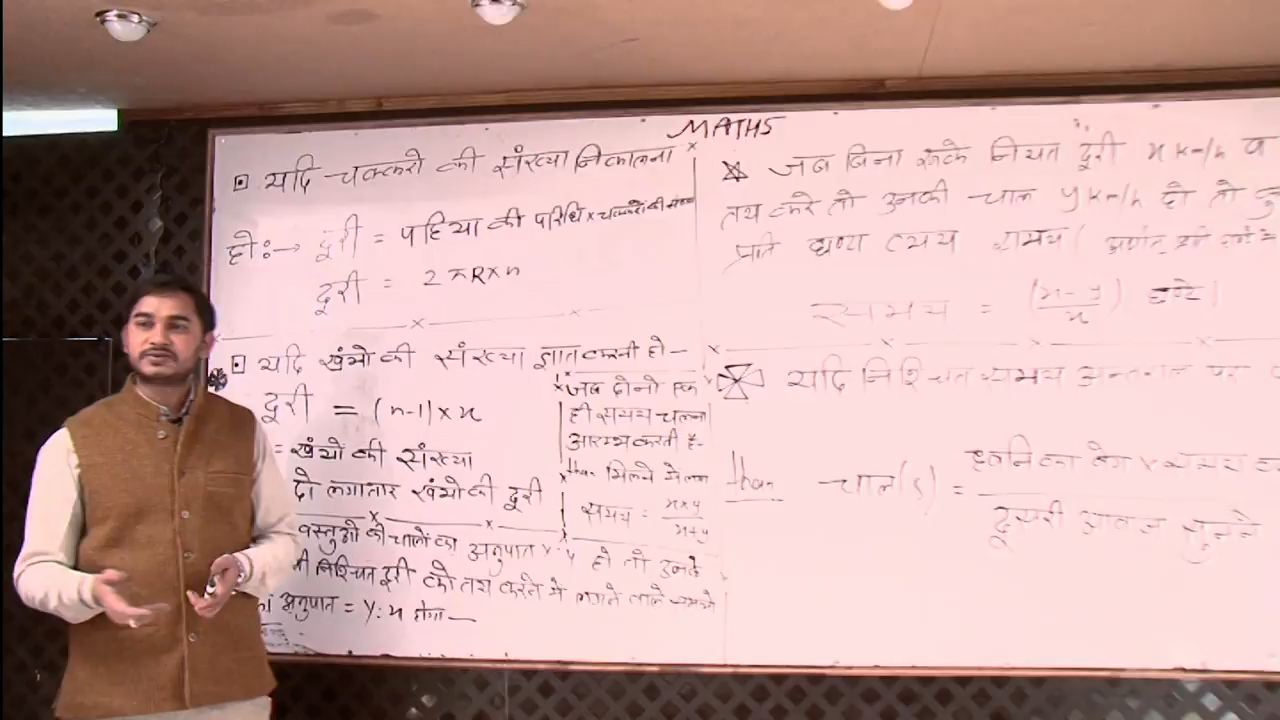 MATHS
यदि चक्करो की संख्या निकालना
हो:→ दूरी = पहिया की परिधि × चक्करो की संख्या
दूरी = 2πR×n
यदि खंभो की संख्या ज्ञात करनी हो—
दूरी = (n-1)×x
= खंभों की संख्या
दो लगातार खंभो की दूरी
जब दोनो एक
ही समय चलना
आरम्भ करती है-
than मिलने मे लगा
समय = x×y/x+y
वस्तुओ की चालों का अनुपात x:y हो तो उनके
निश्चित दूरी को तय करने मे लगने वाले समयो
का अनुपात = y:x होगा—
जब बिना रूके नियत दूरी x km/h व
तय करे तो उनकी चाल y km/h हो तो
प्रति घण्टा समय
समय = (x-y/x) घण्टे।
यदि निश्चित समय अन्तराल पर
than चाल(s) = ध्वनि का वेग × समय
दूसरी आवाज सुनने